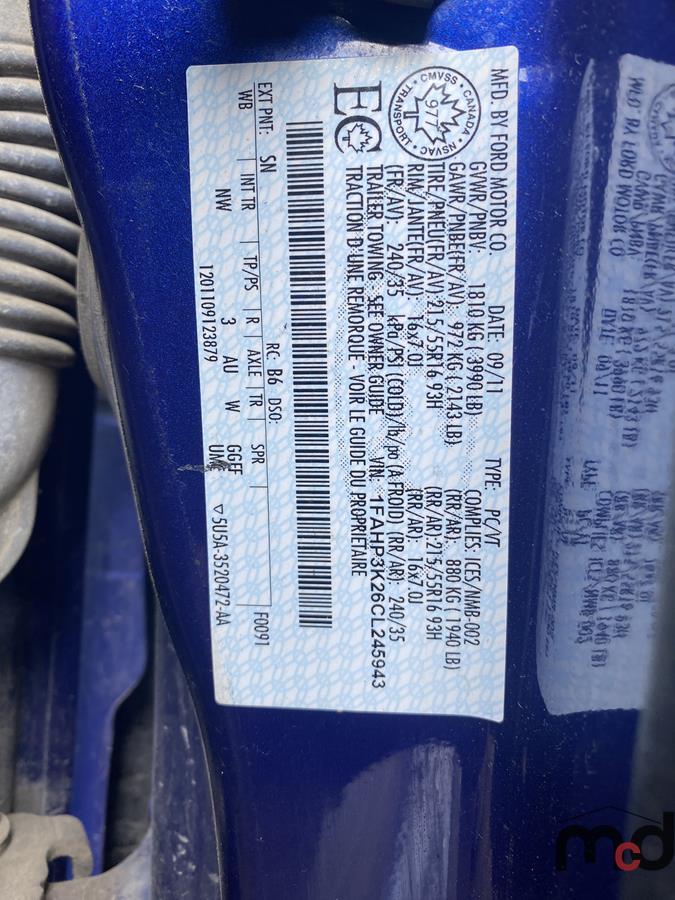 MFD. BY FORD MOTOR CO. DATE: 09/11 TYPE: PC/VT
GVWR/PNBV: 1810 KG (3990 LB) COMPLIES: ICES/NMB-002
GAWR/PNBE(FR/AV): 972 KG (2143 LB) (RR/AR): 880 KG (1940 LB)
TIRE/PNEU(FR/AV):215/55R16 93H (RR/AR):215/55R16 93H
RIM/JANTE(FR/AV): 16x7.0J (RR/AR): 16x7.0J
(FR/AV) 240/35 kPa/PSI (COLD)/lb/po (A FROID) (RR/AR) 240/35
TRAILER TOWING - SEE OWNER GUIDE VIN: 1FAHP3K26CL245943
TRACTION D'UNE REMORQUE - VOIR LE GUIDE DU PROPRIETAIRE
CMVSS · CANADA · NSVAC · TRANSPORT ·
977
EC
EXT PNT: SN RC: B6 DSO: F0091
WB INT TR TP/PS R AXLE TR SPR
NW 3 AU W GGEF
1201109123879 UMC ▽5U5A-3520472-AA
mcd